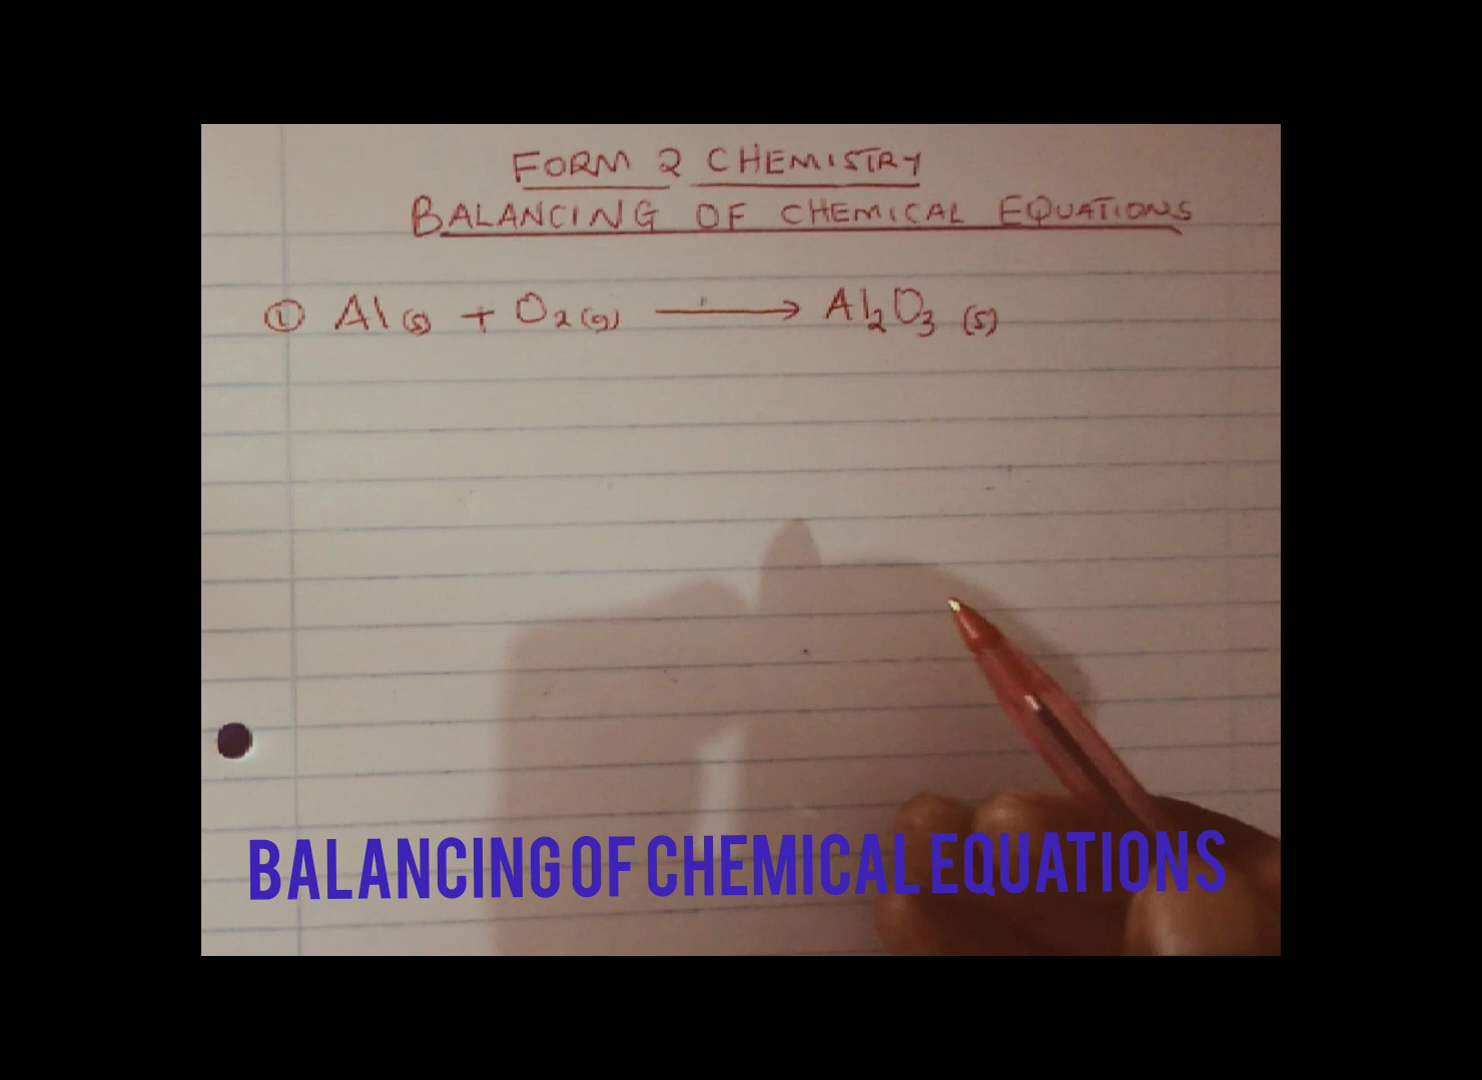 FORM 2 CHEMISTRY
BALANCING OF CHEMICAL EQUATIONS
① Al(s) + O₂(g) → Al₂O₃ (s)
BALANCING OF CHEMICAL EQUATIONS